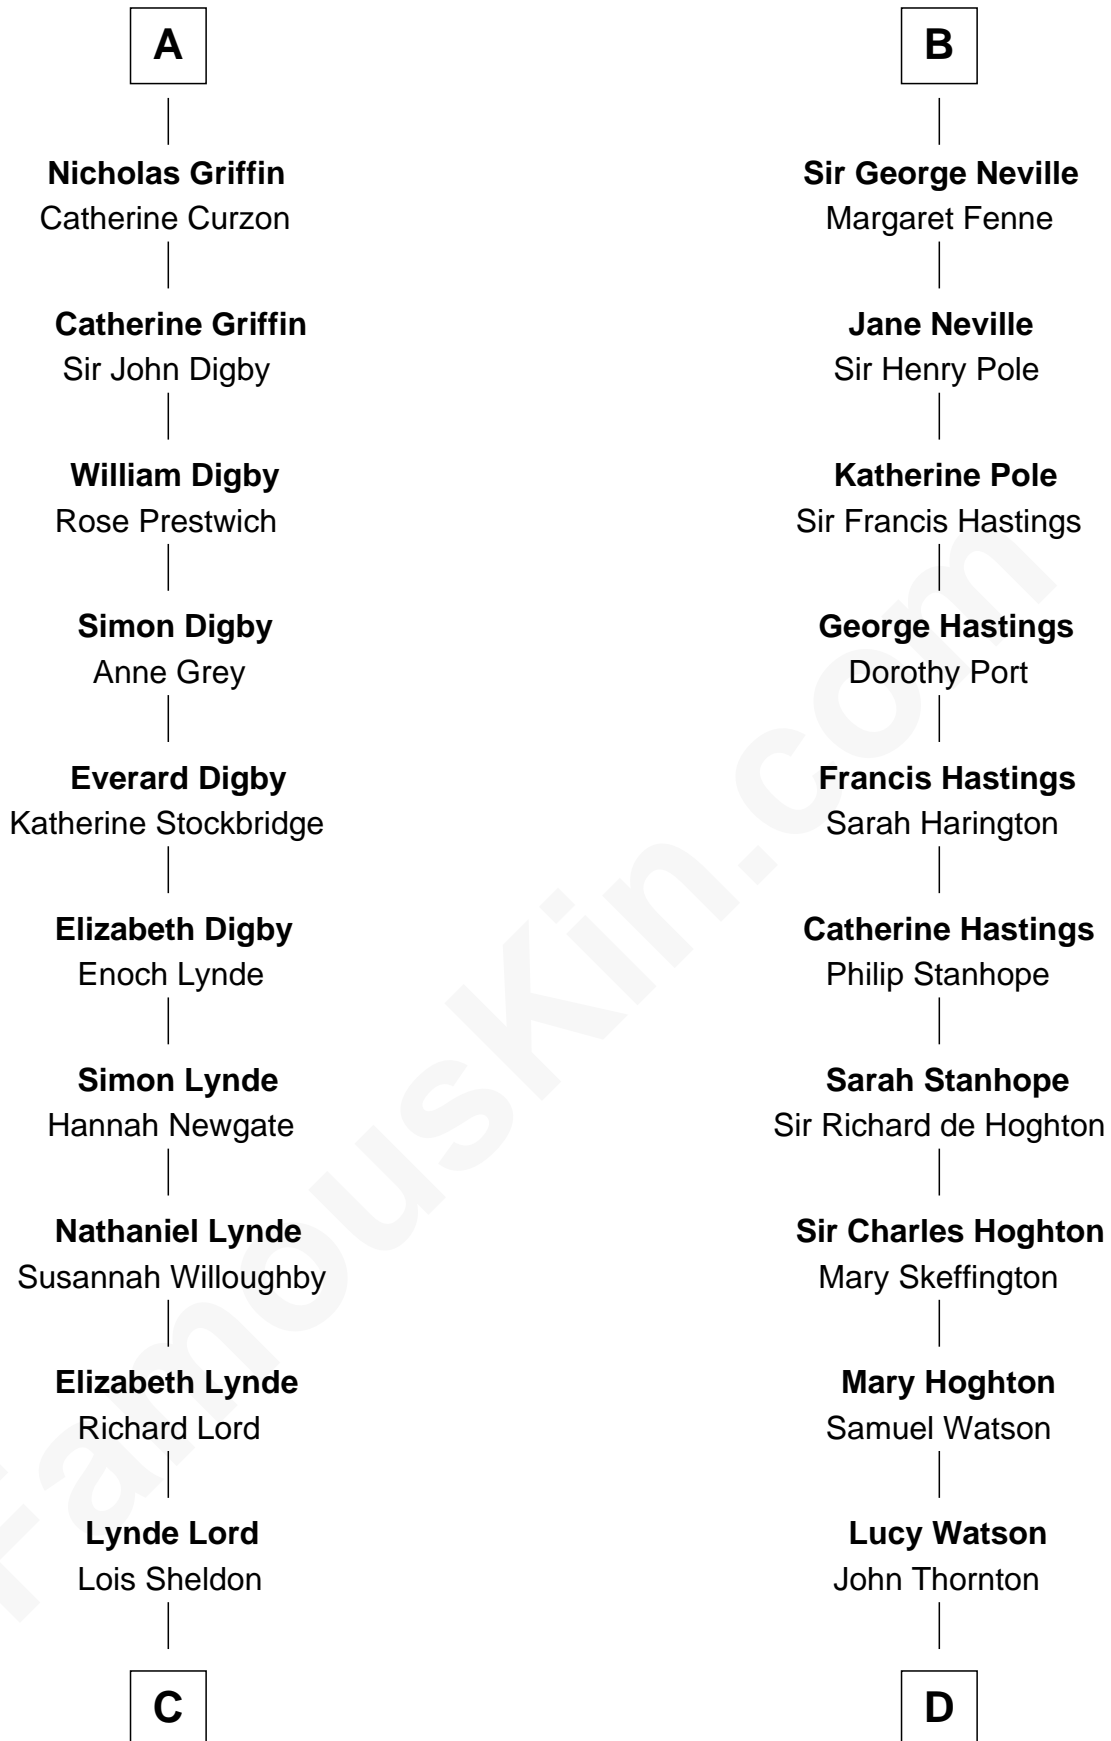 A
Nicholas Griffin
Catherine Curzon
Catherine Griffin
Sir John Digby
William Digby
Rose Prestwich
Simon Digby
Anne Grey
Everard Digby
Katherine Stockbridge
Elizabeth Digby
Enoch Lynde
Simon Lynde
Hannah Newgate
Nathaniel Lynde
Susannah Willoughby
Elizabeth Lynde
Richard Lord
Lynde Lord
Lois Sheldon
C
B
Sir George Neville
Margaret Fenne
Jane Neville
Sir Henry Pole
Katherine Pole
Sir Francis Hastings
George Hastings
Dorothy Port
Francis Hastings
Sarah Harington
Catherine Hastings
Philip Stanhope
Sarah Stanhope
Sir Richard de Hoghton
Sir Charles Hoghton
Mary Skeffington
Mary Hoghton
Samuel Watson
Lucy Watson
John Thornton
D
FamousKin.com